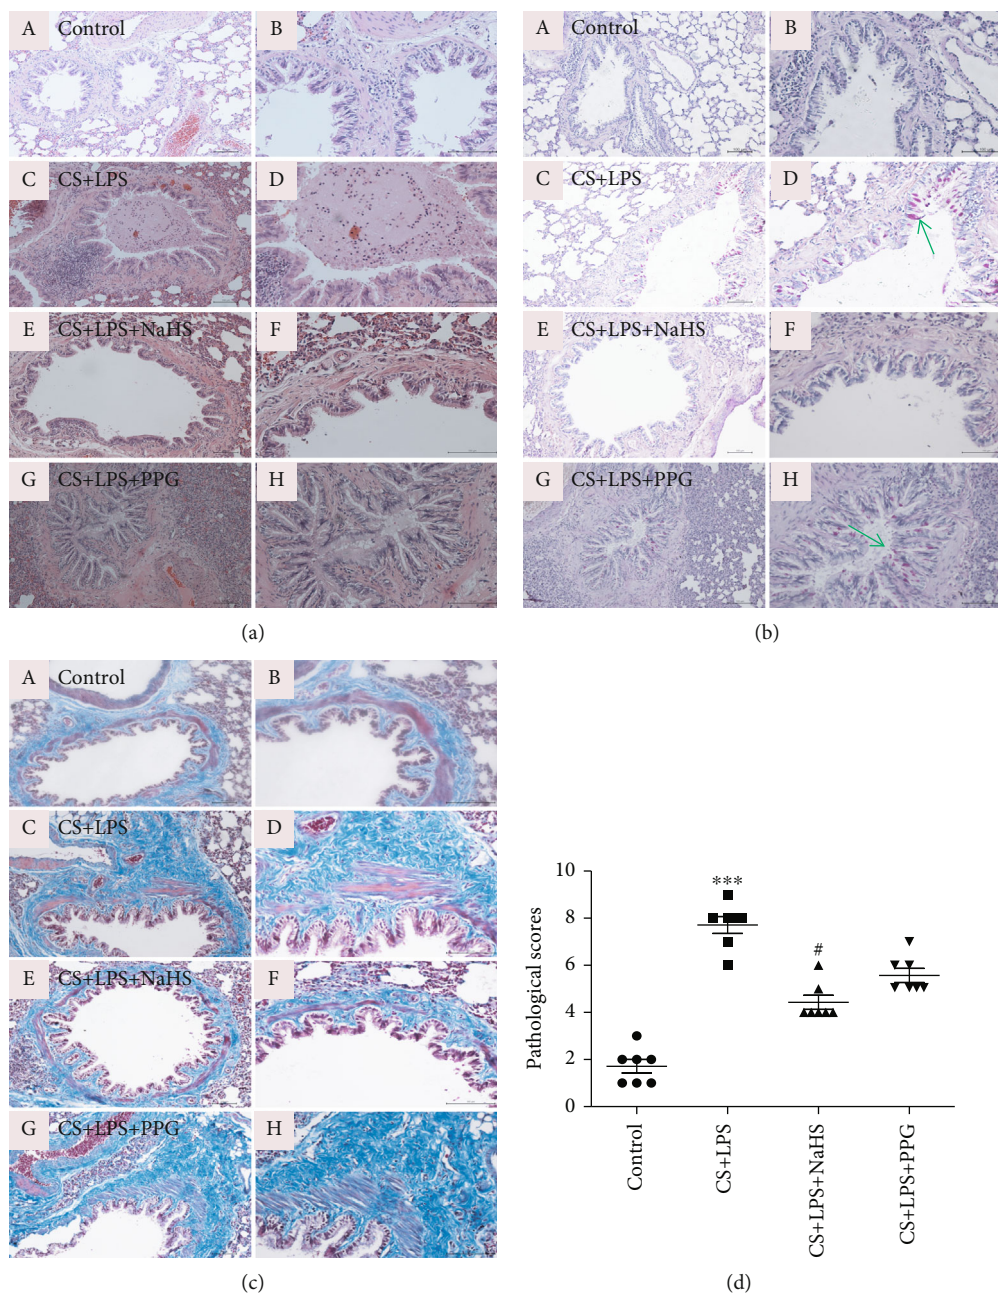 A Control B
C CS+LPS D
E CS+LPS+NaHS F
G CS+LPS+PPG H
(a)
A Control B
C CS+LPS D
E CS+LPS+NaHS F
G CS+LPS+PPG H
(b)
A Control B
C CS+LPS D
E CS+LPS+NaHS F
G CS+LPS+PPG H
(c)
Pathological scores
10
8
6
4
2
0
***
#
Control
CS+LPS
CS+LPS+NaHS
CS+LPS+PPG
(d)